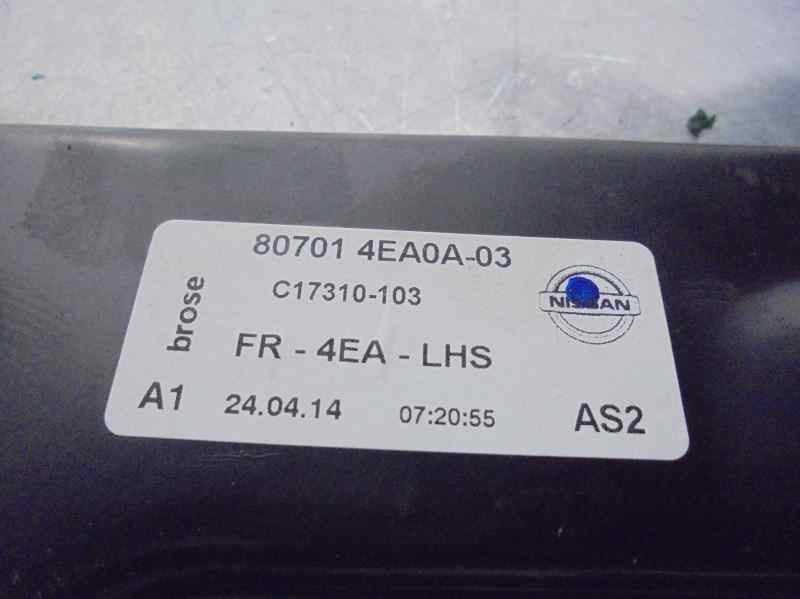 80701 4EA0A-03
C17310-103
NISSAN
brose
FR - 4EA - LHS
A1 24.04.14 07:20:55 AS2